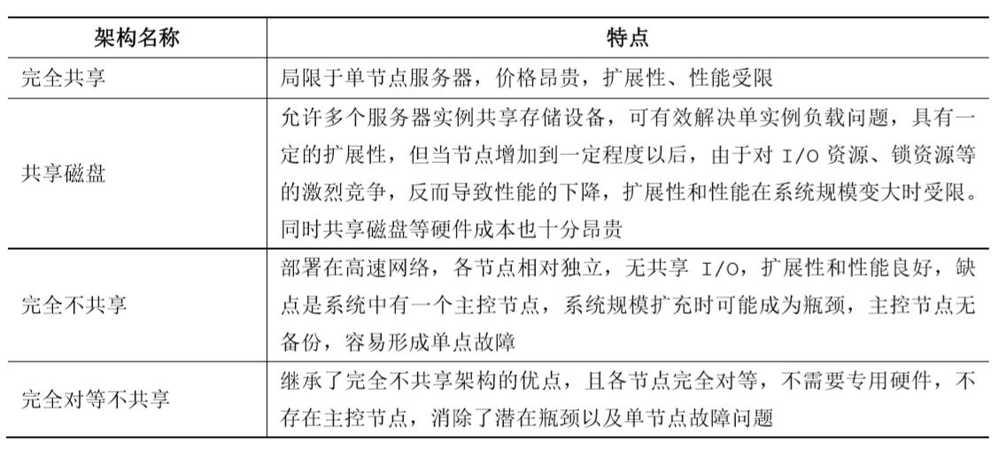 架构名称 特点
完全共享 局限于单节点服务器，价格昂贵，扩展性、性能受限
共享磁盘
允许多个服务器实例共享存储设备，可有效解决单实例负载问题，具有一
定的扩展性，但当节点增加到一定程度以后，由于对 I/O 资源、锁资源等
的激烈竞争，反而导致性能的下降，扩展性和性能在系统规模变大时受限。
同时共享磁盘等硬件成本也十分昂贵
完全不共享
部署在高速网络，各节点相对独立，无共享 I/O，扩展性和性能良好，缺
点是系统中有一个主控节点，系统规模扩充时可能成为瓶颈，主控节点无
备份，容易形成单点故障
完全对等不共享
继承了完全不共享架构的优点，且各节点完全对等，不需要专用硬件，不
存在主控节点，消除了潜在瓶颈以及单节点故障问题